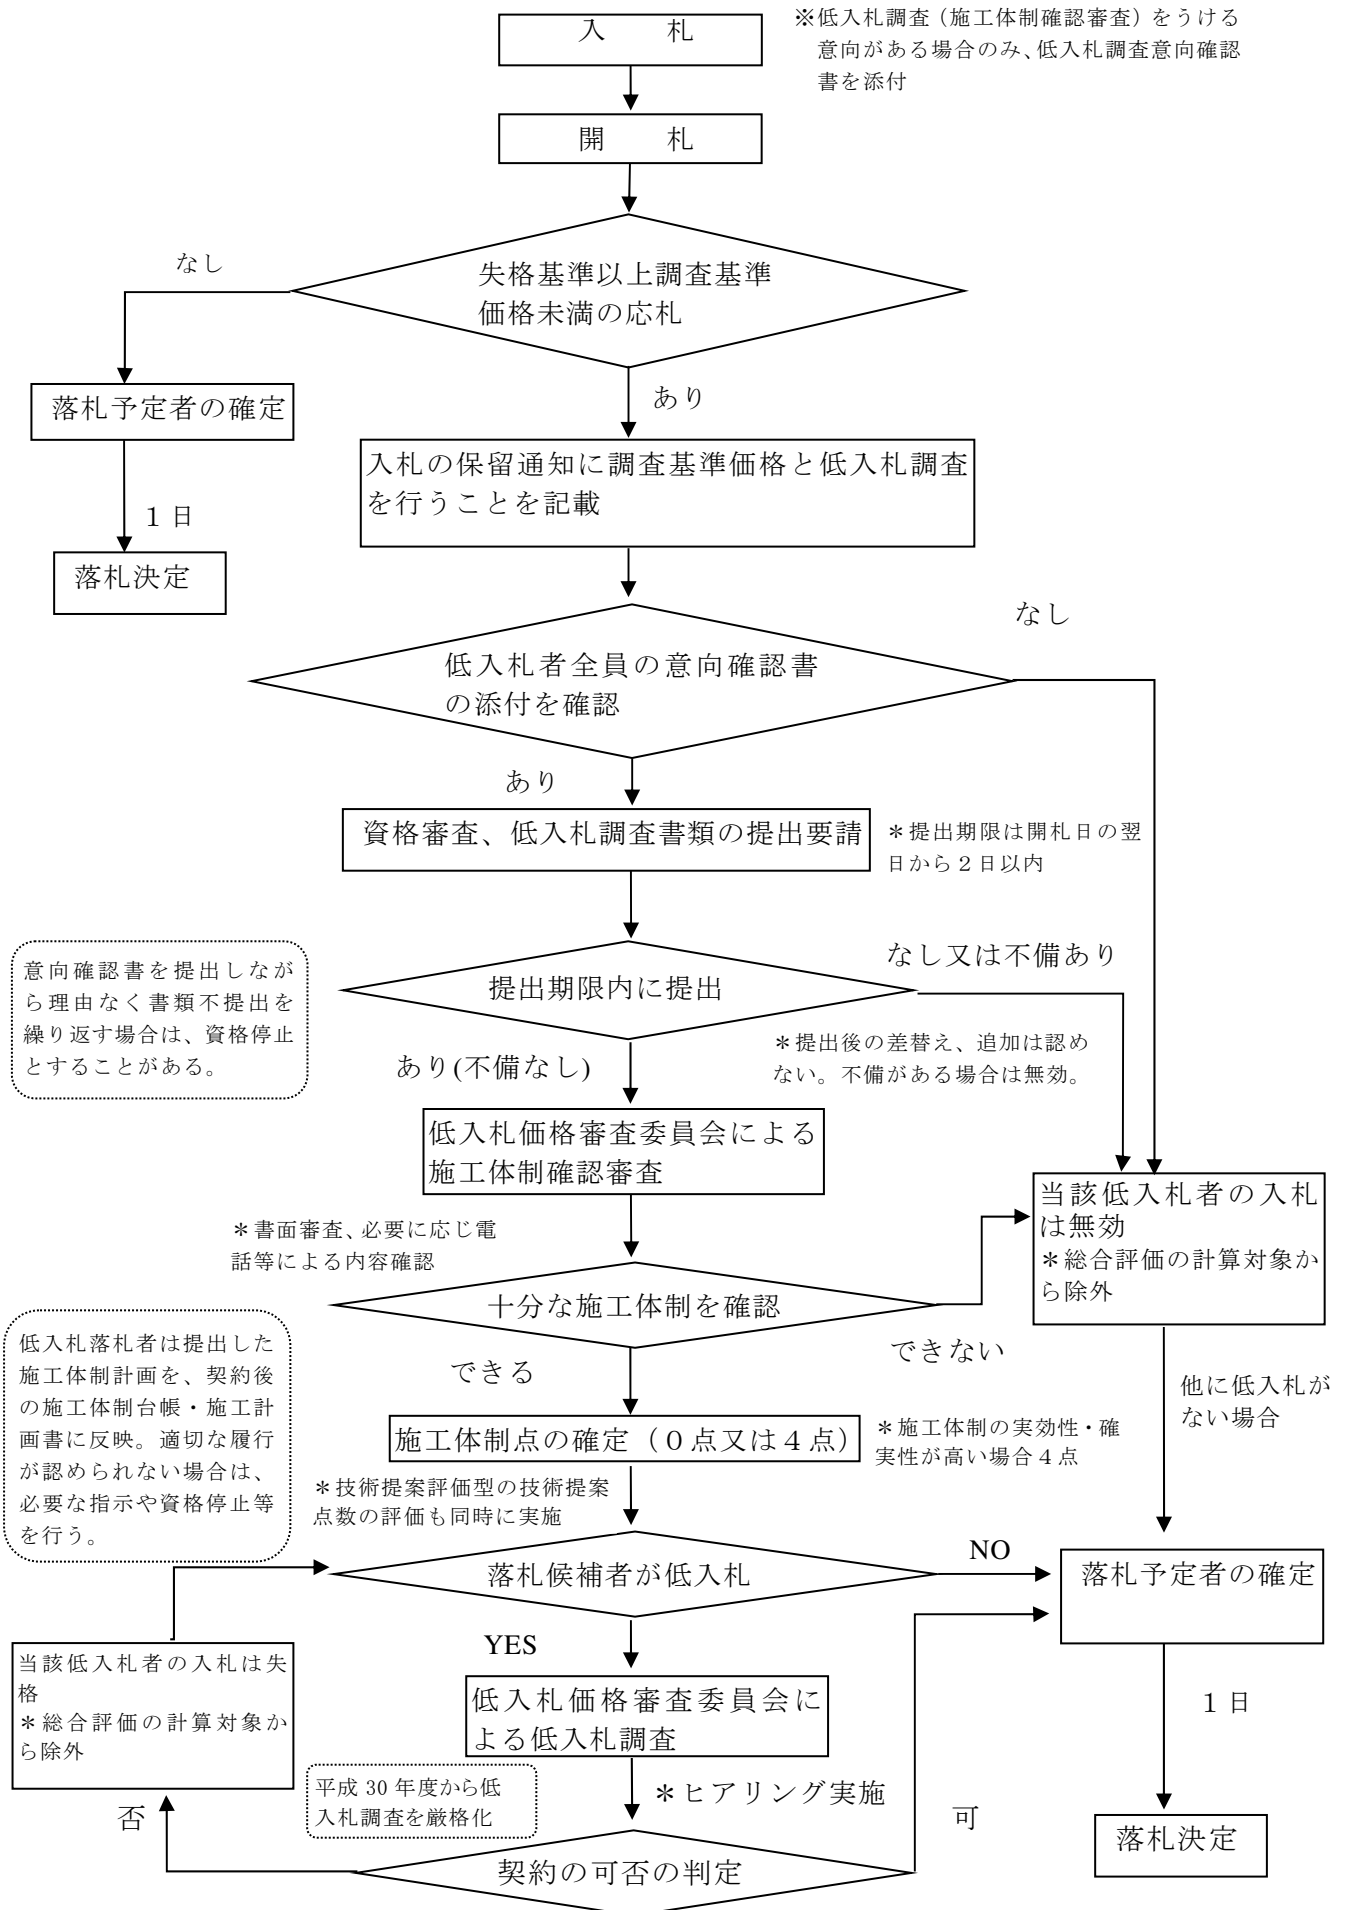 入　札
※低入札調査（施工体制確認審査）をうける
意向がある場合のみ、低入札調査意向確認
書を添付
開　札
なし
失格基準以上調査基準
価格未満の応札
落札予定者の確定
あり
入札の保留通知に調査基準価格と低入札調査
を行うことを記載
１日
落札決定
なし
低入札者全員の意向確認書
の添付を確認
あり
資格審査、低入札調査書類の提出要請
＊提出期限は開札日の翌
日から２日以内
意向確認書を提出しなが
ら理由なく書類不提出を
繰り返す場合は、資格停止
とすることがある。
なし又は不備あり
提出期限内に提出
＊提出後の差替え、追加は認め
ない。不備がある場合は無効。
あり(不備なし)
低入札価格審査委員会による
施工体制確認審査
当該低入札者の入札
は無効
＊総合評価の計算対象か
ら除外
＊書面審査、必要に応じ電
話等による内容確認
十分な施工体制を確認
できない
できる
低入札落札者は提出した
施工体制計画を、契約後
の施工体制台帳・施工計
画書に反映。適切な履行
が認められない場合は、
必要な指示や資格停止等
を行う。
他に低入札が
ない場合
施工体制点の確定（０点又は４点）
＊施工体制の実効性・確
実性が高い場合４点
＊技術提案評価型の技術提案
点数の評価も同時に実施
NO
落札候補者が低入札
落札予定者の確定
YES
当該低入札者の入札は失
格
＊総合評価の計算対象か
ら除外
低入札価格審査委員会に
よる低入札調査
１日
平成 30 年度から低
入札調査を厳格化
＊ヒアリング実施
否
可
落札決定
契約の可否の判定